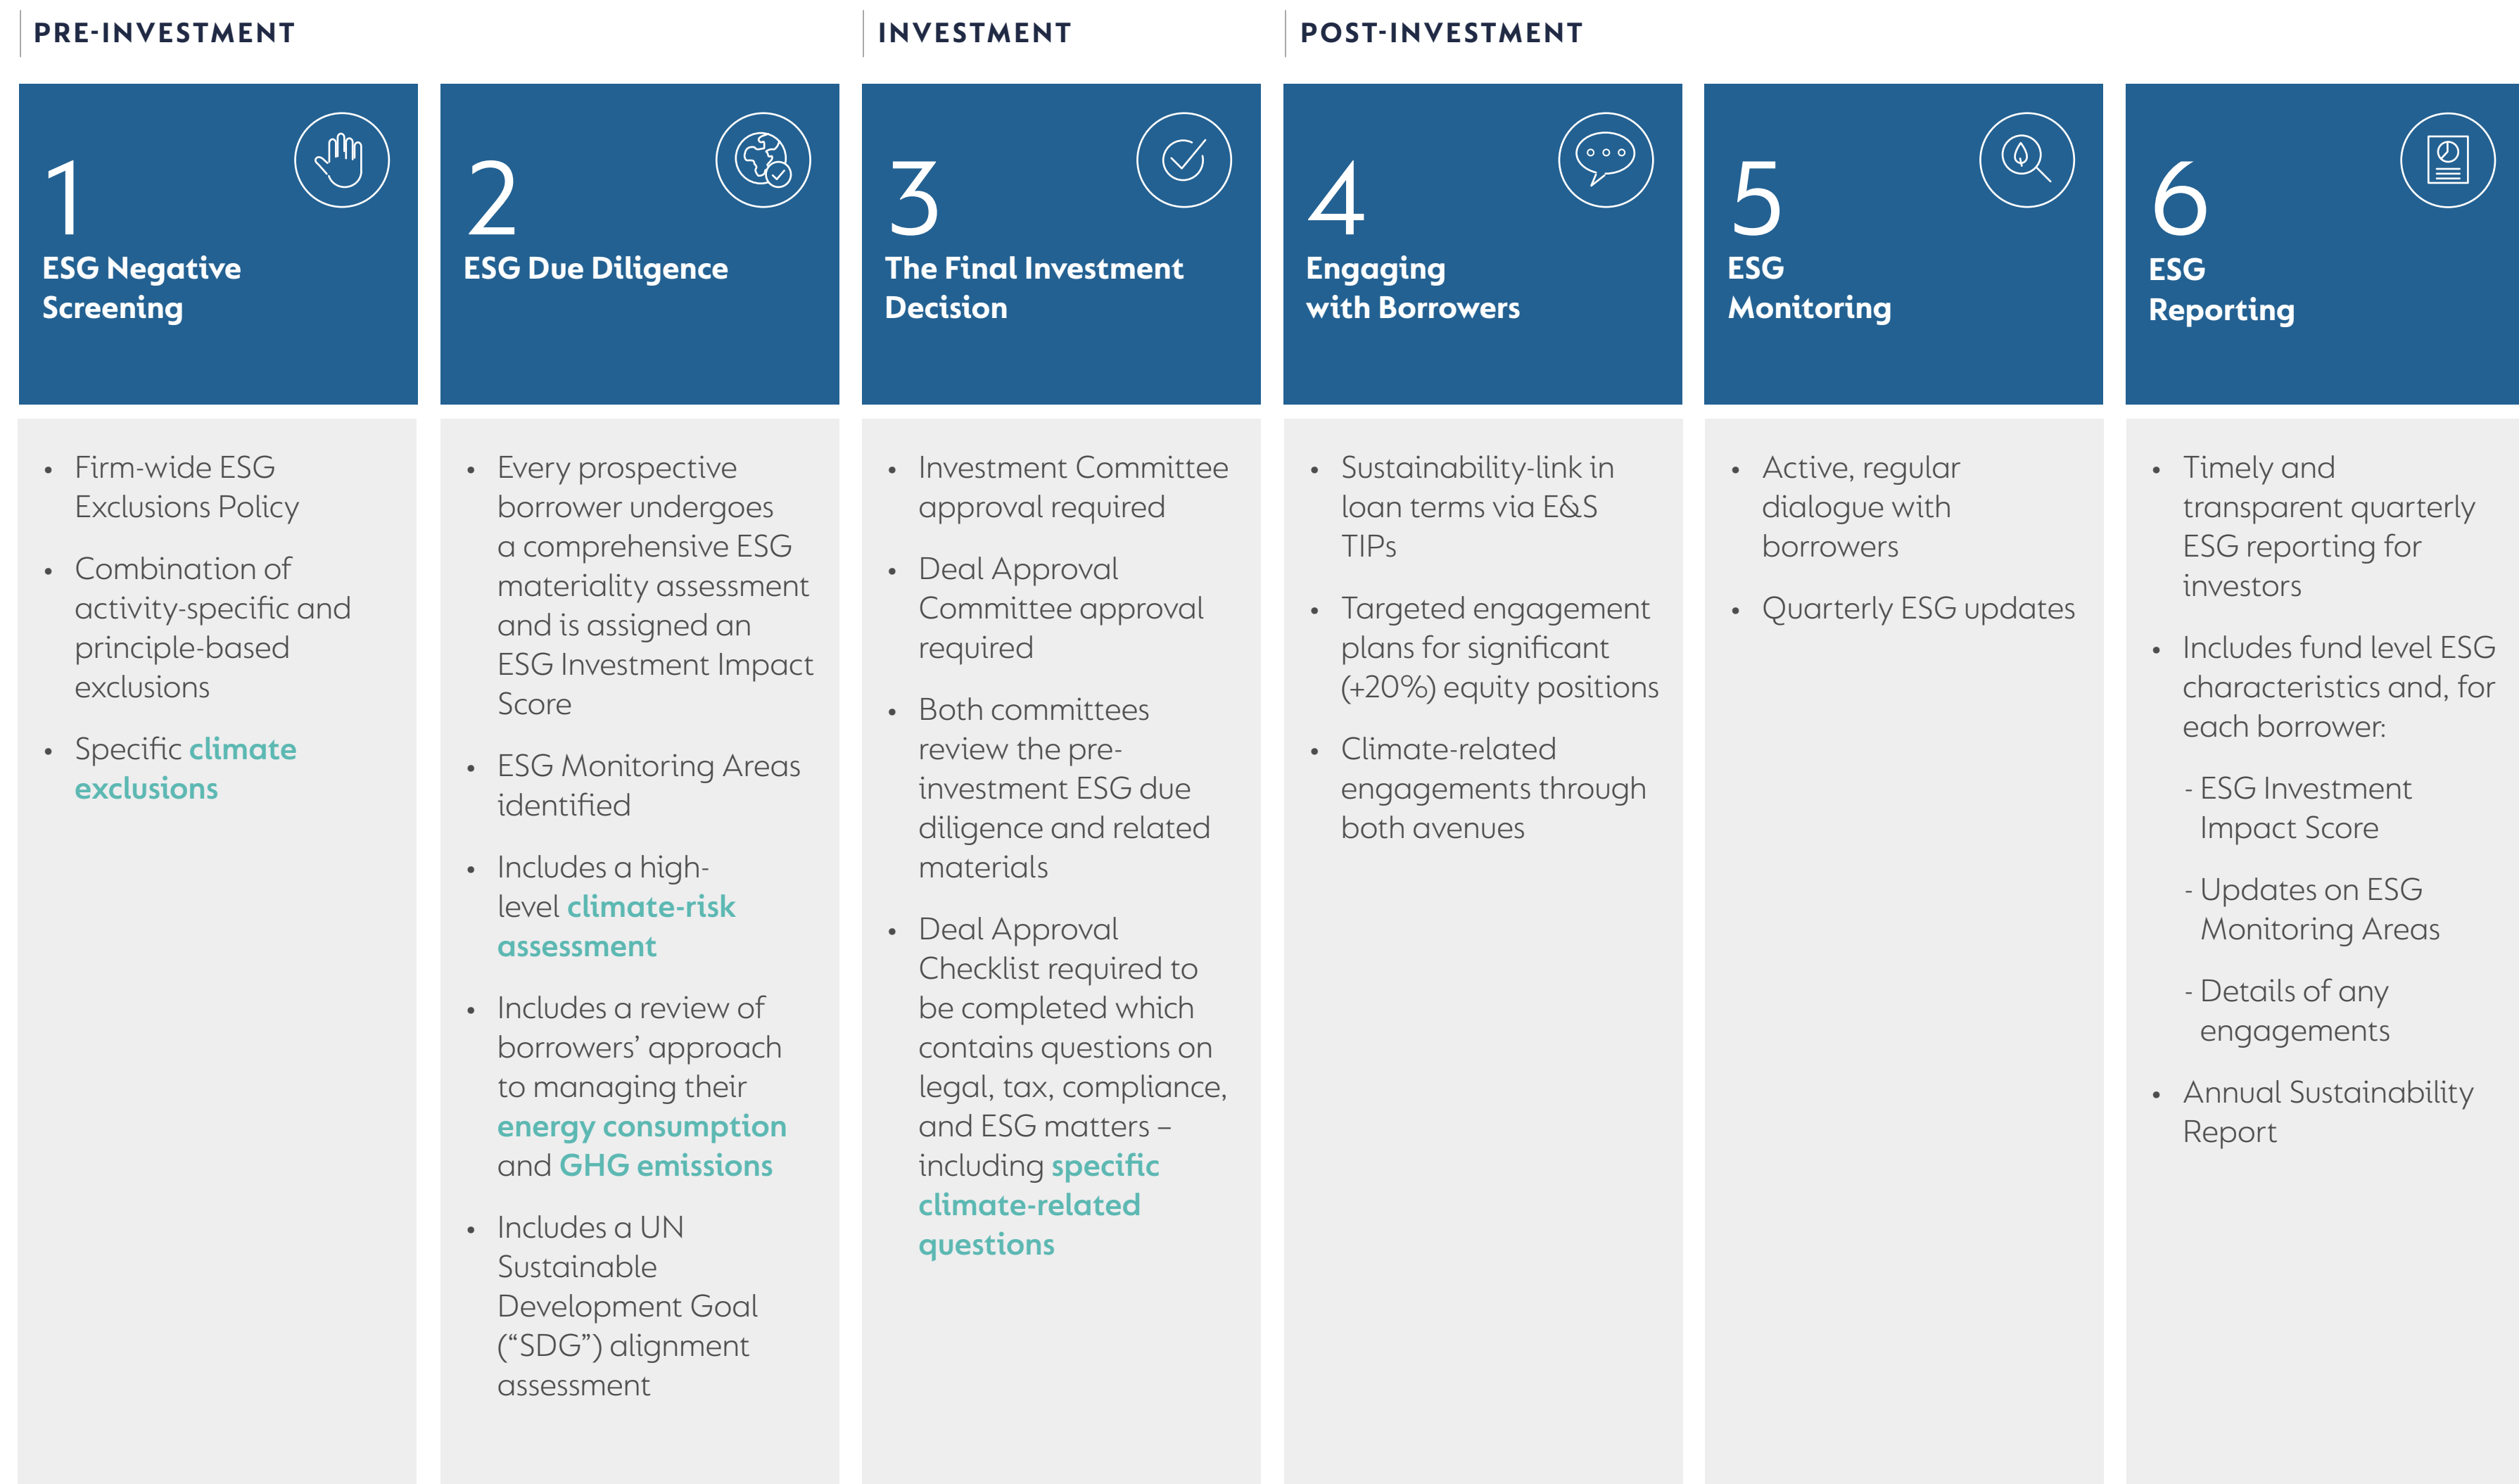 PRE-INVESTMENT
INVESTMENT
POST-INVESTMENT
1
ESG Negative
Screening
• Firm-wide ESG
Exclusions Policy
• Combination of
activity-specific and
principle-based
exclusions
• Specific climate
exclusions
2
ESG Due Diligence
• Every prospective
borrower undergoes
a comprehensive ESG
materiality assessment
and is assigned an
ESG Investment Impact
Score
• ESG Monitoring Areas
identified
• Includes a high-
level climate-risk
assessment
• Includes a review of
borrowers’ approach
to managing their
energy consumption
and GHG emissions
• Includes a UN
Sustainable
Development Goal
(“SDG”) alignment
assessment
3
The Final Investment
Decision
• Investment Committee
approval required
• Deal Approval
Committee approval
required
• Both committees
review the pre-
investment ESG due
diligence and related
materials
• Deal Approval
Checklist required to
be completed which
contains questions on
legal, tax, compliance,
and ESG matters –
including specific
climate-related
questions
4
Engaging
with Borrowers
• Sustainability-link in
loan terms via E&S
TIPs
• Targeted engagement
plans for significant
(+20%) equity positions
• Climate-related
engagements through
both avenues
5
ESG
Monitoring
• Active, regular
dialogue with
borrowers
• Quarterly ESG updates
6
ESG
Reporting
• Timely and
transparent quarterly
ESG reporting for
investors
• Includes fund level ESG
characteristics and, for
each borrower:
- ESG Investment
Impact Score
- Updates on ESG
Monitoring Areas
- Details of any
engagements
• Annual Sustainability
Report